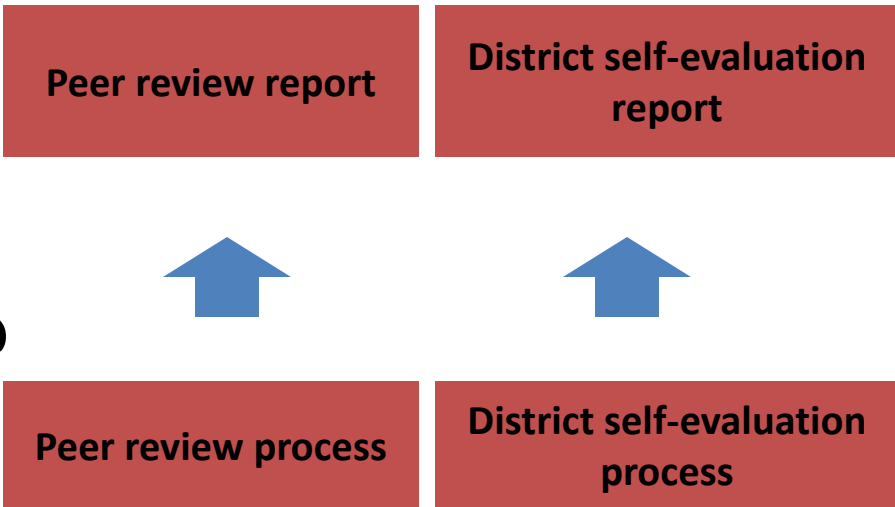 Peer review report
District self-evaluation
report
Peer review process
District self-evaluation
process